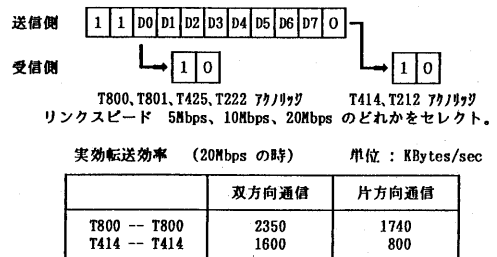 送信側 1 1 D0 D1 D2 D3 D4 D5 D6 D7 0
受信側 1 0 1 0
T800、T801、T425、T222 アクノリッジ T414、T212 アクノリッジ
リンクスピード 5Mbps、10Mbps、20Mbps のどれかをセレクト。
実効転送効率 (20Mbps の時) 単位 : KBytes/sec
双方向通信 片方向通信
T800 -- T800 2350 1740
T414 -- T414 1600 800